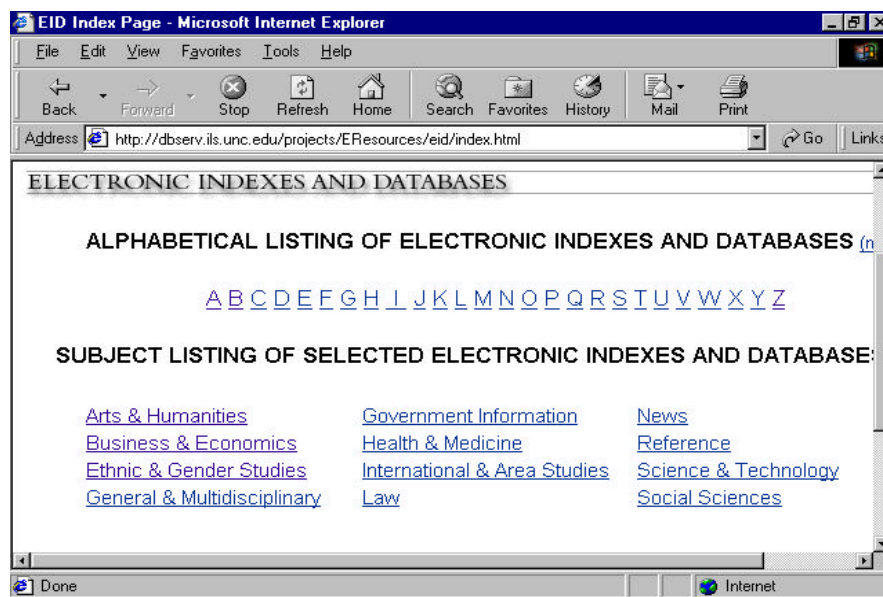 EID Index Page - Microsoft Internet Explorer
File Edit View Favorites Tools Help
Back Forward Stop Refresh Home Search Favorites History Mail Print
Address http://dbserv.ils.unc.edu/projects/EResources/eid/index.html Go Links
ELECTRONIC INDEXES AND DATABASES
ALPHABETICAL LISTING OF ELECTRONIC INDEXES AND DATABASES (n
A B C D E F G H I J K L M N O P Q R S T U V W X Y Z
SUBJECT LISTING OF SELECTED ELECTRONIC INDEXES AND DATABASE
Arts & Humanities Government Information News
Business & Economics Health & Medicine Reference
Ethnic & Gender Studies International & Area Studies Science & Technology
General & Multidisciplinary Law Social Sciences
Done Internet